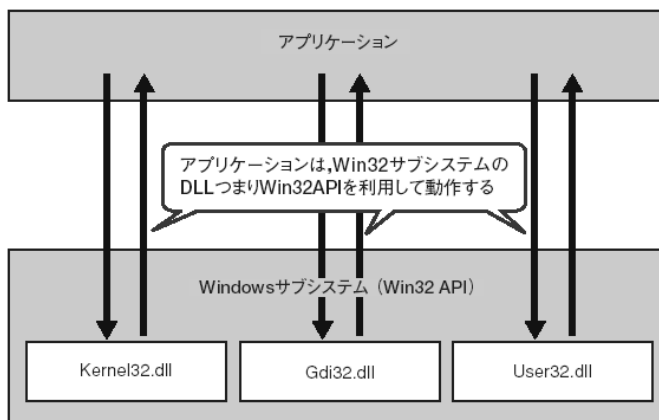 アプリケーション
アプリケーションは,Win32サブシステムの
DLLつまりWin32APIを利用して動作する
Windowsサブシステム（Win32 API）
Kernel32.dll
Gdi32.dll
User32.dll